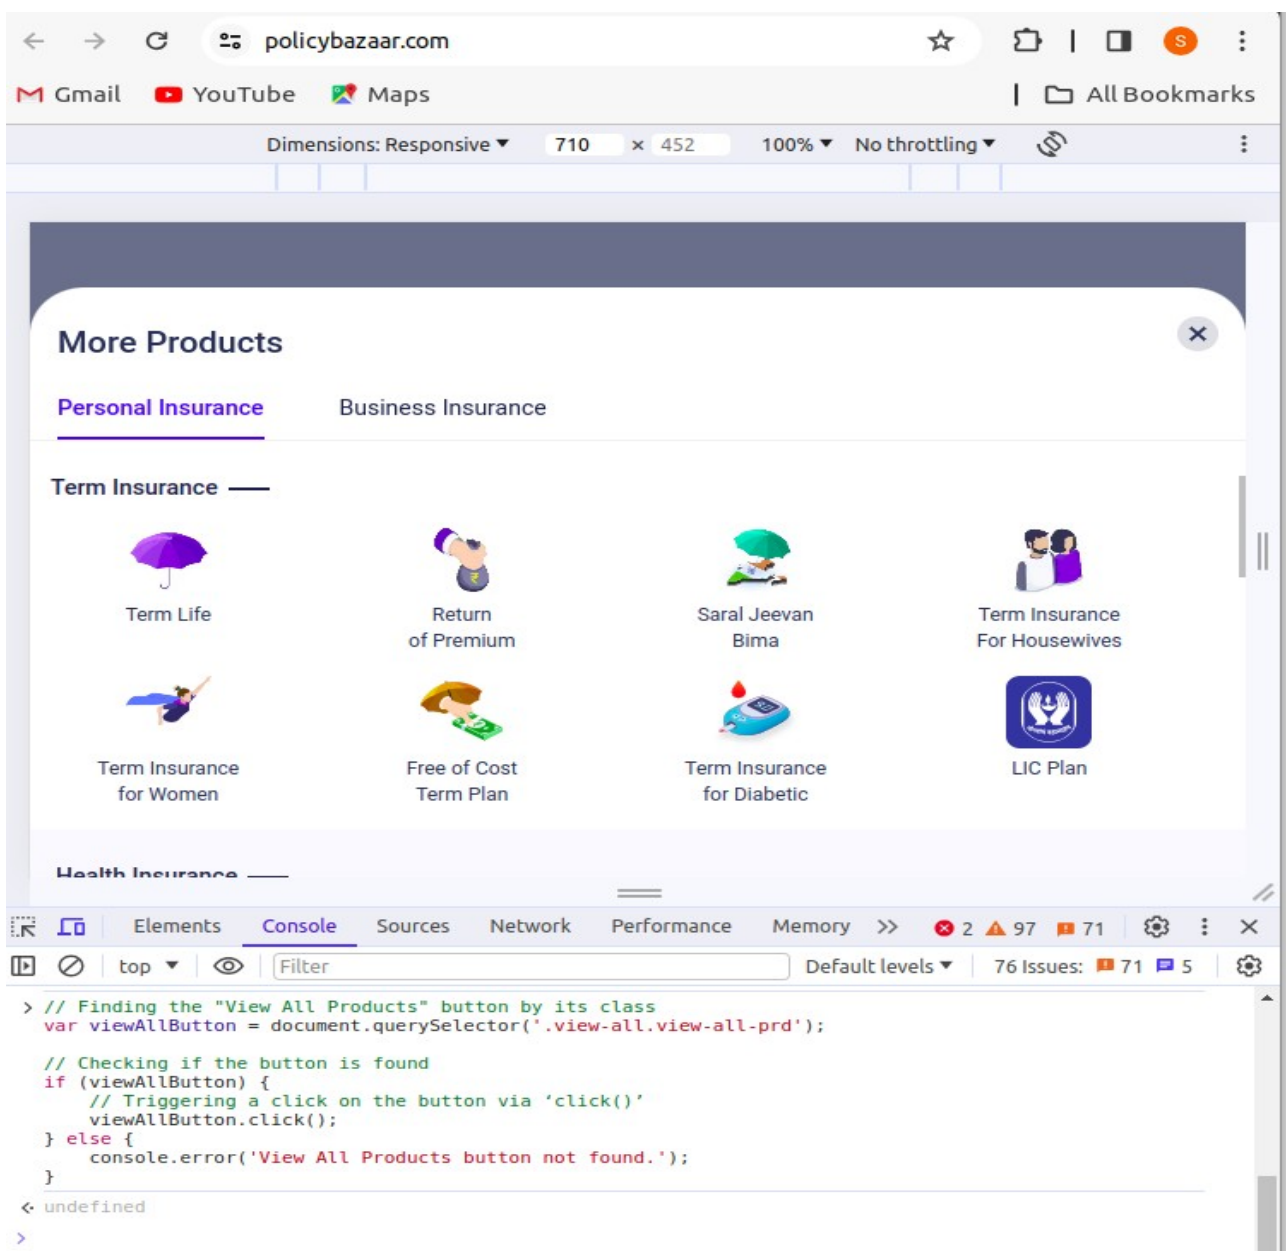 policybazaar.com
S
Gmail YouTube Maps All Bookmarks
Dimensions: Responsive 710 × 452 100% No throttling
More Products
Personal Insurance Business Insurance
Term Insurance
Term Life Return Saral Jeevan Term Insurance
of Premium Bima For Housewives
Term Insurance Free of Cost Term Insurance LIC Plan
for Women Term Plan for Diabetic
Health Insurance
Elements Console Sources Network Performance Memory 2 97 71
top Filter Default levels 76 Issues: 71 5
> // Finding the "View All Products" button by its class
var viewAllButton = document.querySelector('.view-all.view-all-prd');
// Checking if the button is found
if (viewAllButton) {
// Triggering a click on the button via ‘click()’
viewAllButton.click();
} else {
console.error('View All Products button not found.');
}
undefined
>